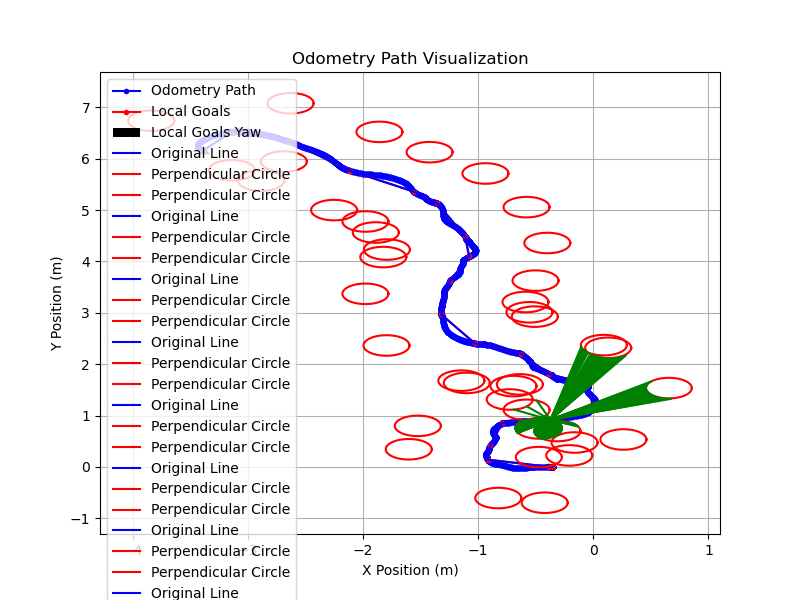 Odometry Path Visualization
Odometry Path
Local Goals
Local Goals Yaw
Original Line
Perpendicular Circle
Perpendicular Circle
Original Line
Perpendicular Circle
Perpendicular Circle
Original Line
Perpendicular Circle
Perpendicular Circle
Original Line
Perpendicular Circle
Perpendicular Circle
Original Line
Perpendicular Circle
Perpendicular Circle
Original Line
Perpendicular Circle
Perpendicular Circle
Original Line
Perpendicular Circle
Perpendicular Circle
Original Line
7
6
5
4
3
2
1
0
−1
Y Position (m)
−2
−1
0
1
X Position (m)